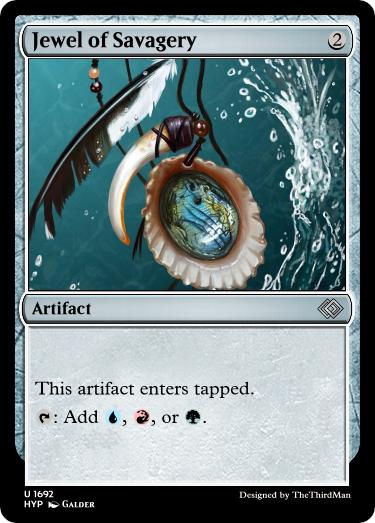 Jewel of Savagery 2
Artifact
This artifact enters tapped.
: Add , , or .
U 1692
HYP GALDER
Designed by TheThirdMan